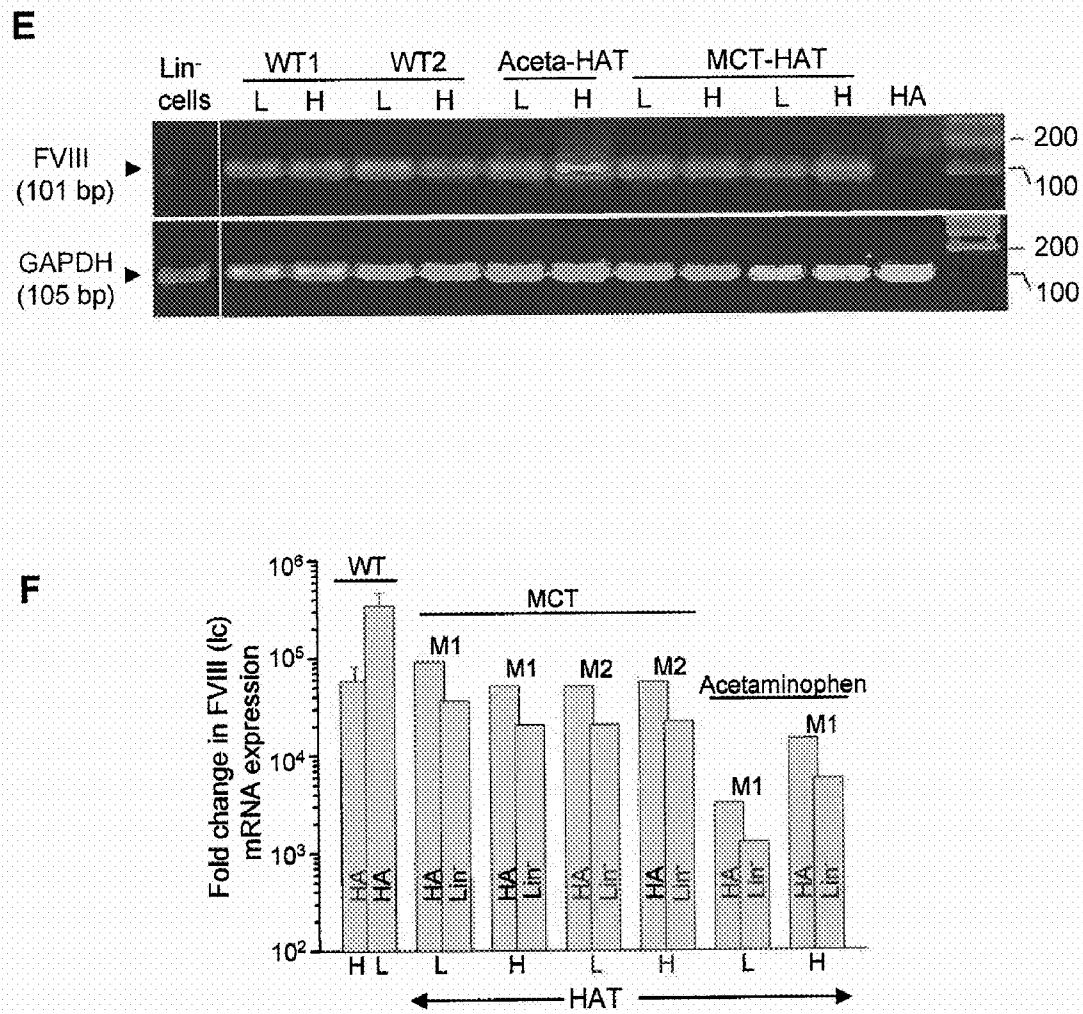 E
Lin- cells WT1 WT2 Aceta-HAT MCT-HAT
L H L H L H L H L H HA
FVIII (101 bp)
200
100
GAPDH (105 bp)
200
100
F
Fold change in FVIII (lc) mRNA expression
10⁶
10⁵
10⁴
10³
10²
WT
MCT
Acetaminophen
M1 M1 M2 M2 M1 M1
HA HA HA Lin- HA Lin- HA Lin- HA Lin- HA Lin- HA Lin-
H L L H L H L H
HAT